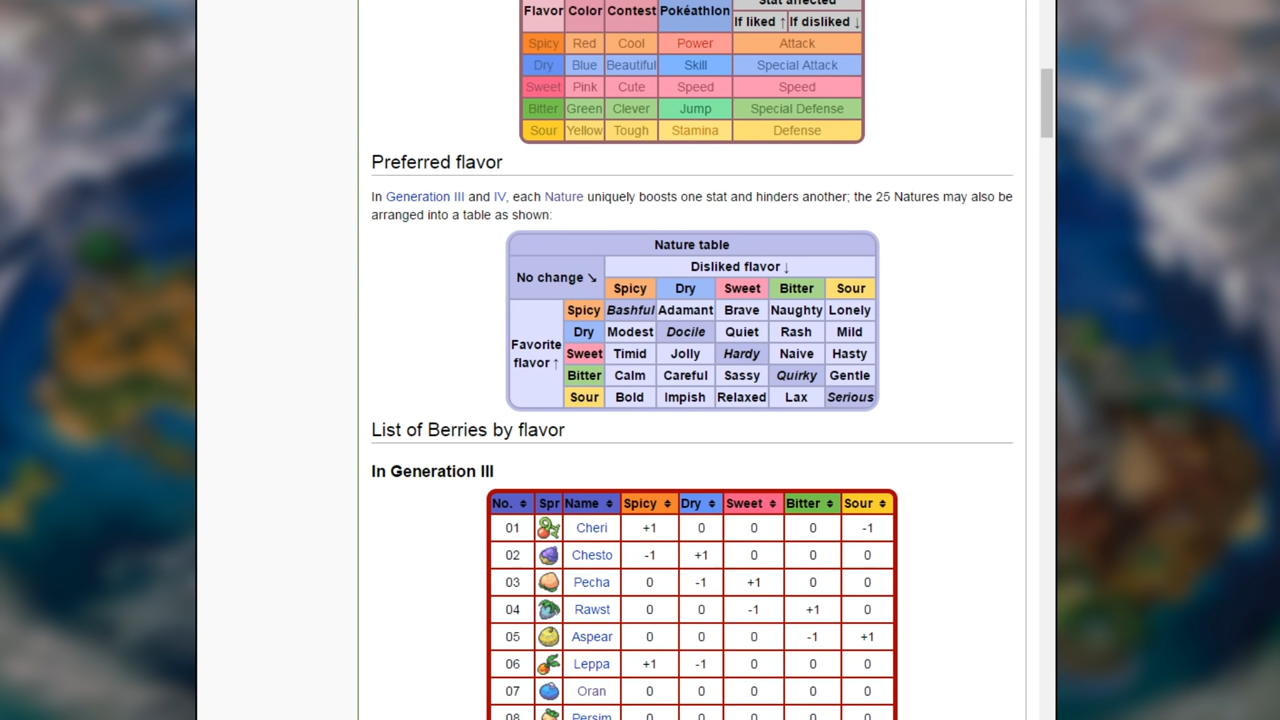 Stat affected
Flavor Color Contest Pokéathlon If liked ↑ If disliked ↓
Spicy Red Cool Power Attack
Dry Blue Beautiful Skill Special Attack
Sweet Pink Cute Speed Speed
Bitter Green Clever Jump Special Defense
Sour Yellow Tough Stamina Defense
Preferred flavor
In Generation III and IV, each Nature uniquely boosts one stat and hinders another; the 25 Natures may also be
arranged into a table as shown:
Nature table
No change ↘ Disliked flavor ↓
Spicy Dry Sweet Bitter Sour
Favorite flavor ↑
Spicy Bashful Adamant Brave Naughty Lonely
Dry Modest Docile Quiet Rash Mild
Sweet Timid Jolly Hardy Naive Hasty
Bitter Calm Careful Sassy Quirky Gentle
Sour Bold Impish Relaxed Lax Serious
List of Berries by flavor
In Generation III
No. Spr Name Spicy Dry Sweet Bitter Sour
01 Cheri +1 0 0 0 -1
02 Chesto -1 +1 0 0 0
03 Pecha 0 -1 +1 0 0
04 Rawst 0 0 -1 +1 0
05 Aspear 0 0 0 -1 +1
06 Leppa +1 -1 0 0 0
07 Oran 0 0 0 0 0
08 Persim 0 0 0 0 0